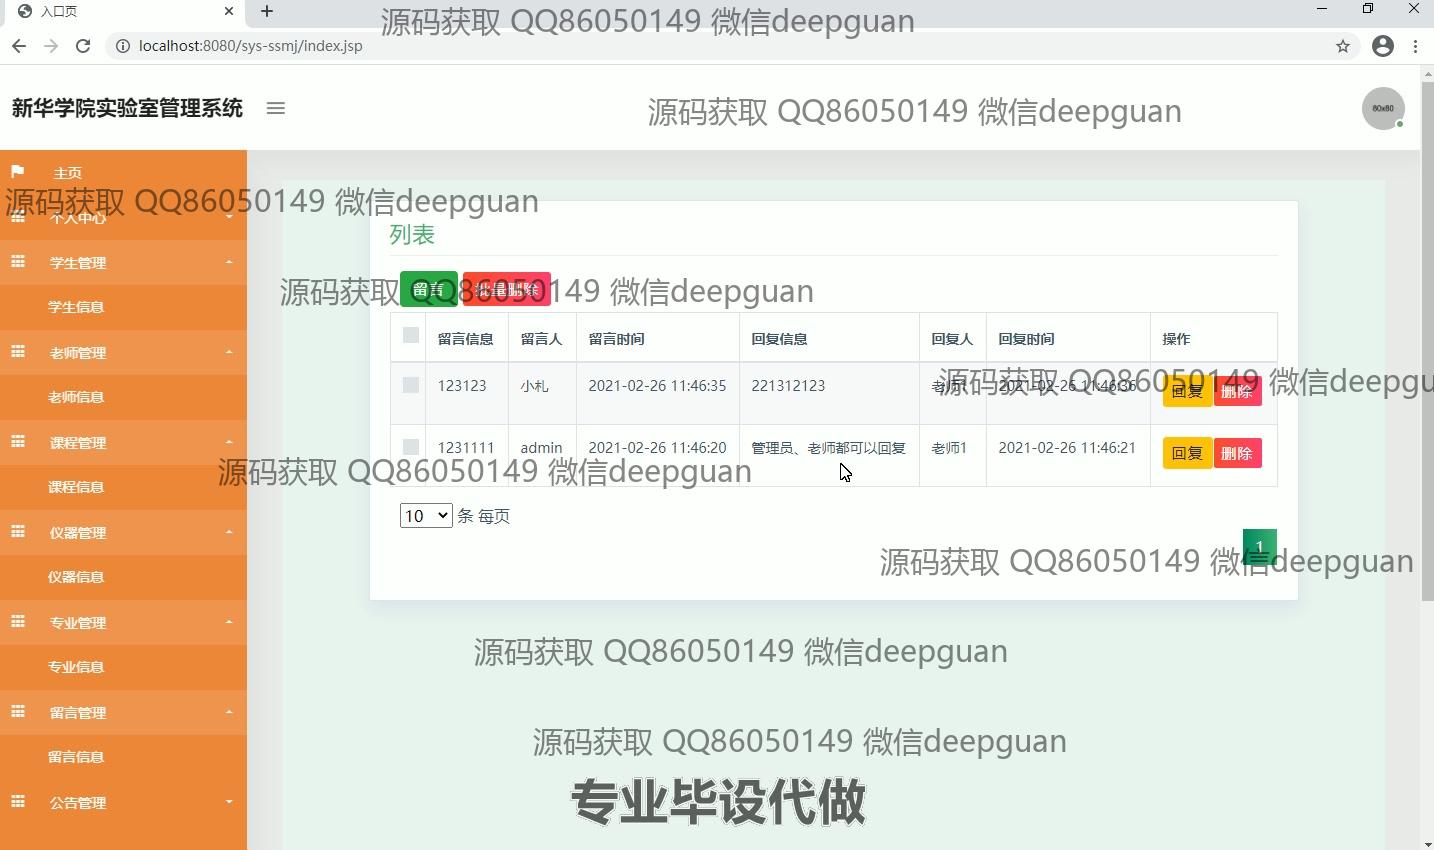 入口页
源码获取 QQ86050149 微信deepguan
localhost:8080/sys-ssmj/index.jsp
新华学院实验室管理系统
源码获取 QQ86050149 微信deepguan
80x80
主页
源码获取 QQ86050149 微信deepguan
个人中心
列表
学生管理
源码获取 QQ86050149 微信deepguan
留言 批量删除
学生信息
留言信息 留言人 留言时间 回复信息 回复人 回复时间 操作
老师管理
123123 小札 2021-02-26 11:46:35 221312123 老师1 2021-02-26 11:46:36 回复 删除
源码获取 QQ86050149 微信deepgu
老师信息
课程管理
1231111 admin 2021-02-26 11:46:20 管理员、老师都可以回复 老师1 2021-02-26 11:46:21 回复 删除
源码获取 QQ86050149 微信deepguan
课程信息
10 条 每页
仪器管理
1
源码获取 QQ86050149 微信deepguan
仪器信息
专业管理
源码获取 QQ86050149 微信deepguan
专业信息
留言管理
源码获取 QQ86050149 微信deepguan
留言信息
公告管理
专业毕设代做